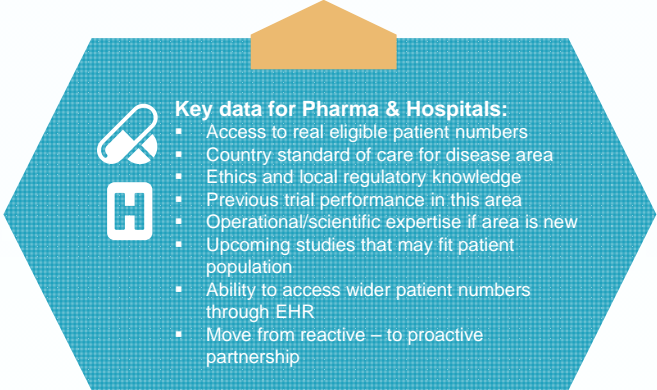 Key data for Pharma & Hospitals:
▪ Access to real eligible patient numbers
▪ Country standard of care for disease area
▪ Ethics and local regulatory knowledge
▪ Previous trial performance in this area
▪ Operational/scientific expertise if area is new
▪ Upcoming studies that may fit patient
population
▪ Ability to access wider patient numbers
through EHR
▪ Move from reactive – to proactive
partnership
H